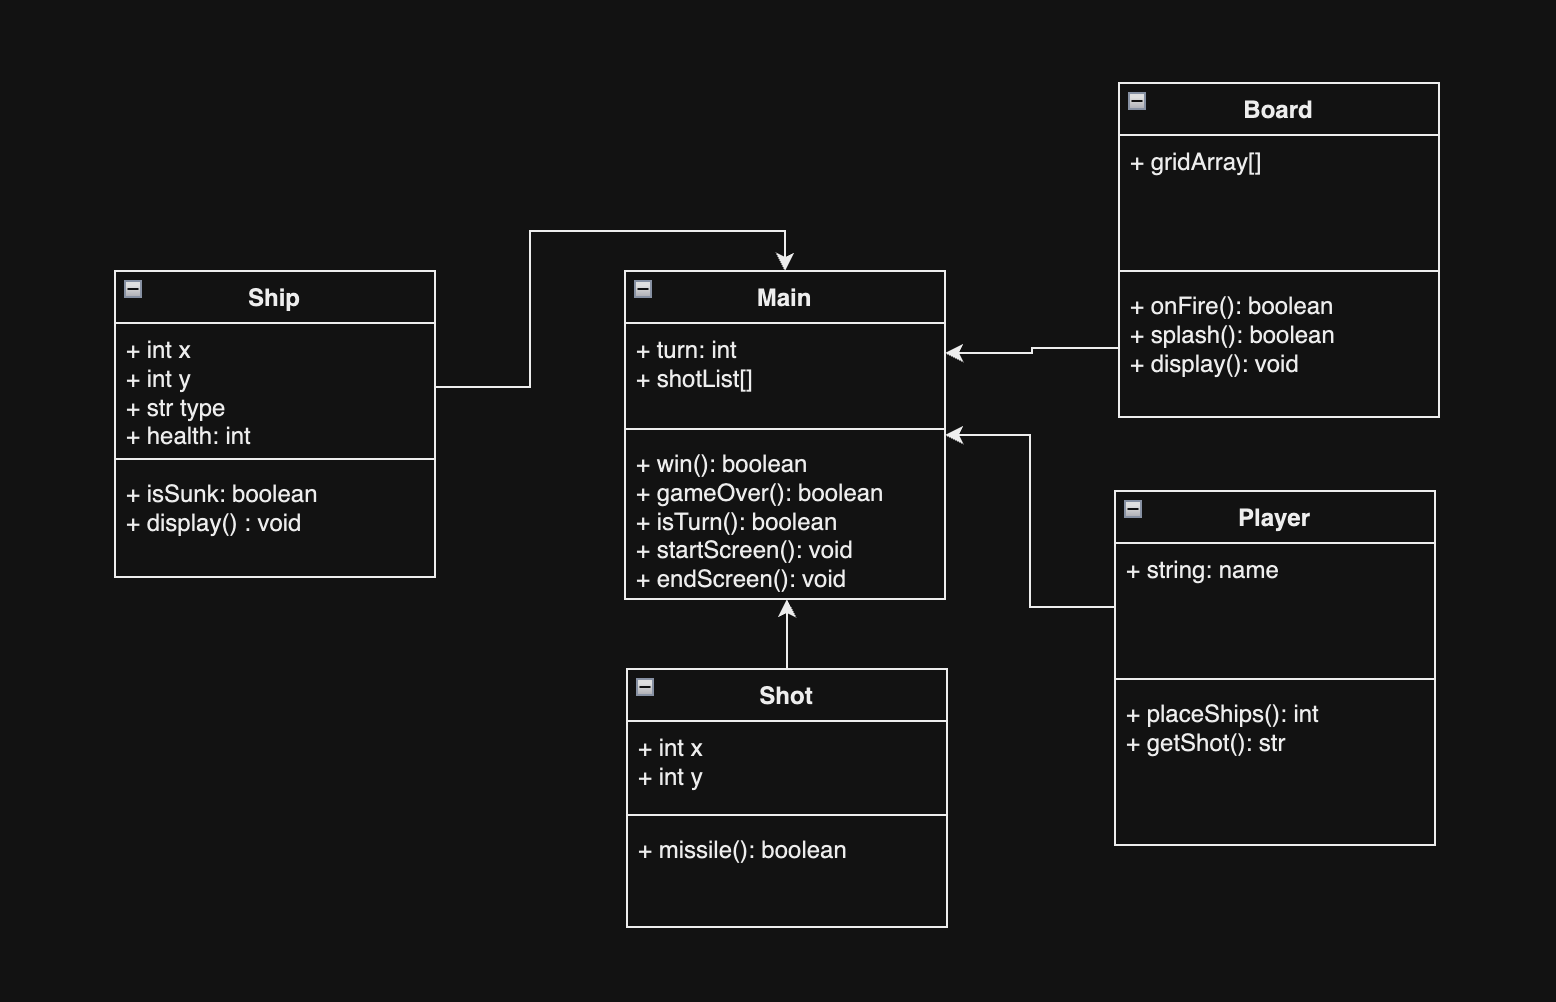 Board
+ gridArray[]
+ onFire(): boolean
+ splash(): boolean
+ display(): void
Ship
+ int x
+ int y
+ str type
+ health: int
+ isSunk: boolean
+ display() : void
Main
+ turn: int
+ shotList[]
+ win(): boolean
+ gameOver(): boolean
+ isTurn(): boolean
+ startScreen(): void
+ endScreen(): void
Player
+ string: name
+ placeShips(): int
+ getShot(): str
Shot
+ int x
+ int y
+ missile(): boolean